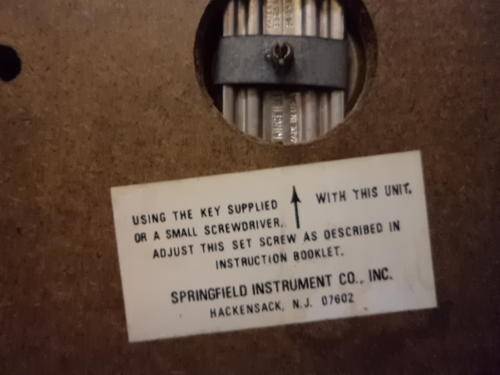 USING THE KEY SUPPLIED WITH THIS UNIT,
OR A SMALL SCREWDRIVER,
ADJUST THIS SET SCREW AS DESCRIBED IN
INSTRUCTION BOOKLET.
SPRINGFIELD INSTRUMENT CO., INC.
HACKENSACK, N.J. 07602